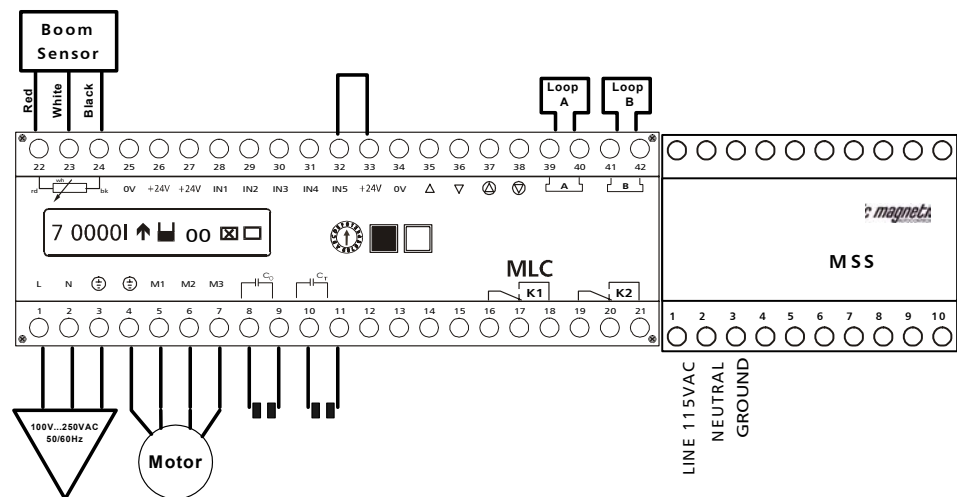 Boom
Sensor
Red
White
Black
Loop
A
Loop
B
22 23 24 25 26 27 28 29 30 31 32 33 34 35 36 37 38 39 40 41 42
rd wh bk 0V +24V +24V IN1 IN2 IN3 IN4 IN5 +24V 0V A B
magnetic
7 0000I 00
MLC
MSS
L N M1 M2 M3 C0 CT K1 K2
1 2 3 4 5 6 7 8 9 10 11 12 13 14 15 16 17 18 19 20 21
1 2 3 4 5 6 7 8 9 10
LINE 115VAC
NEUTRAL
GROUND
100V...250VAC
50/60Hz
Motor